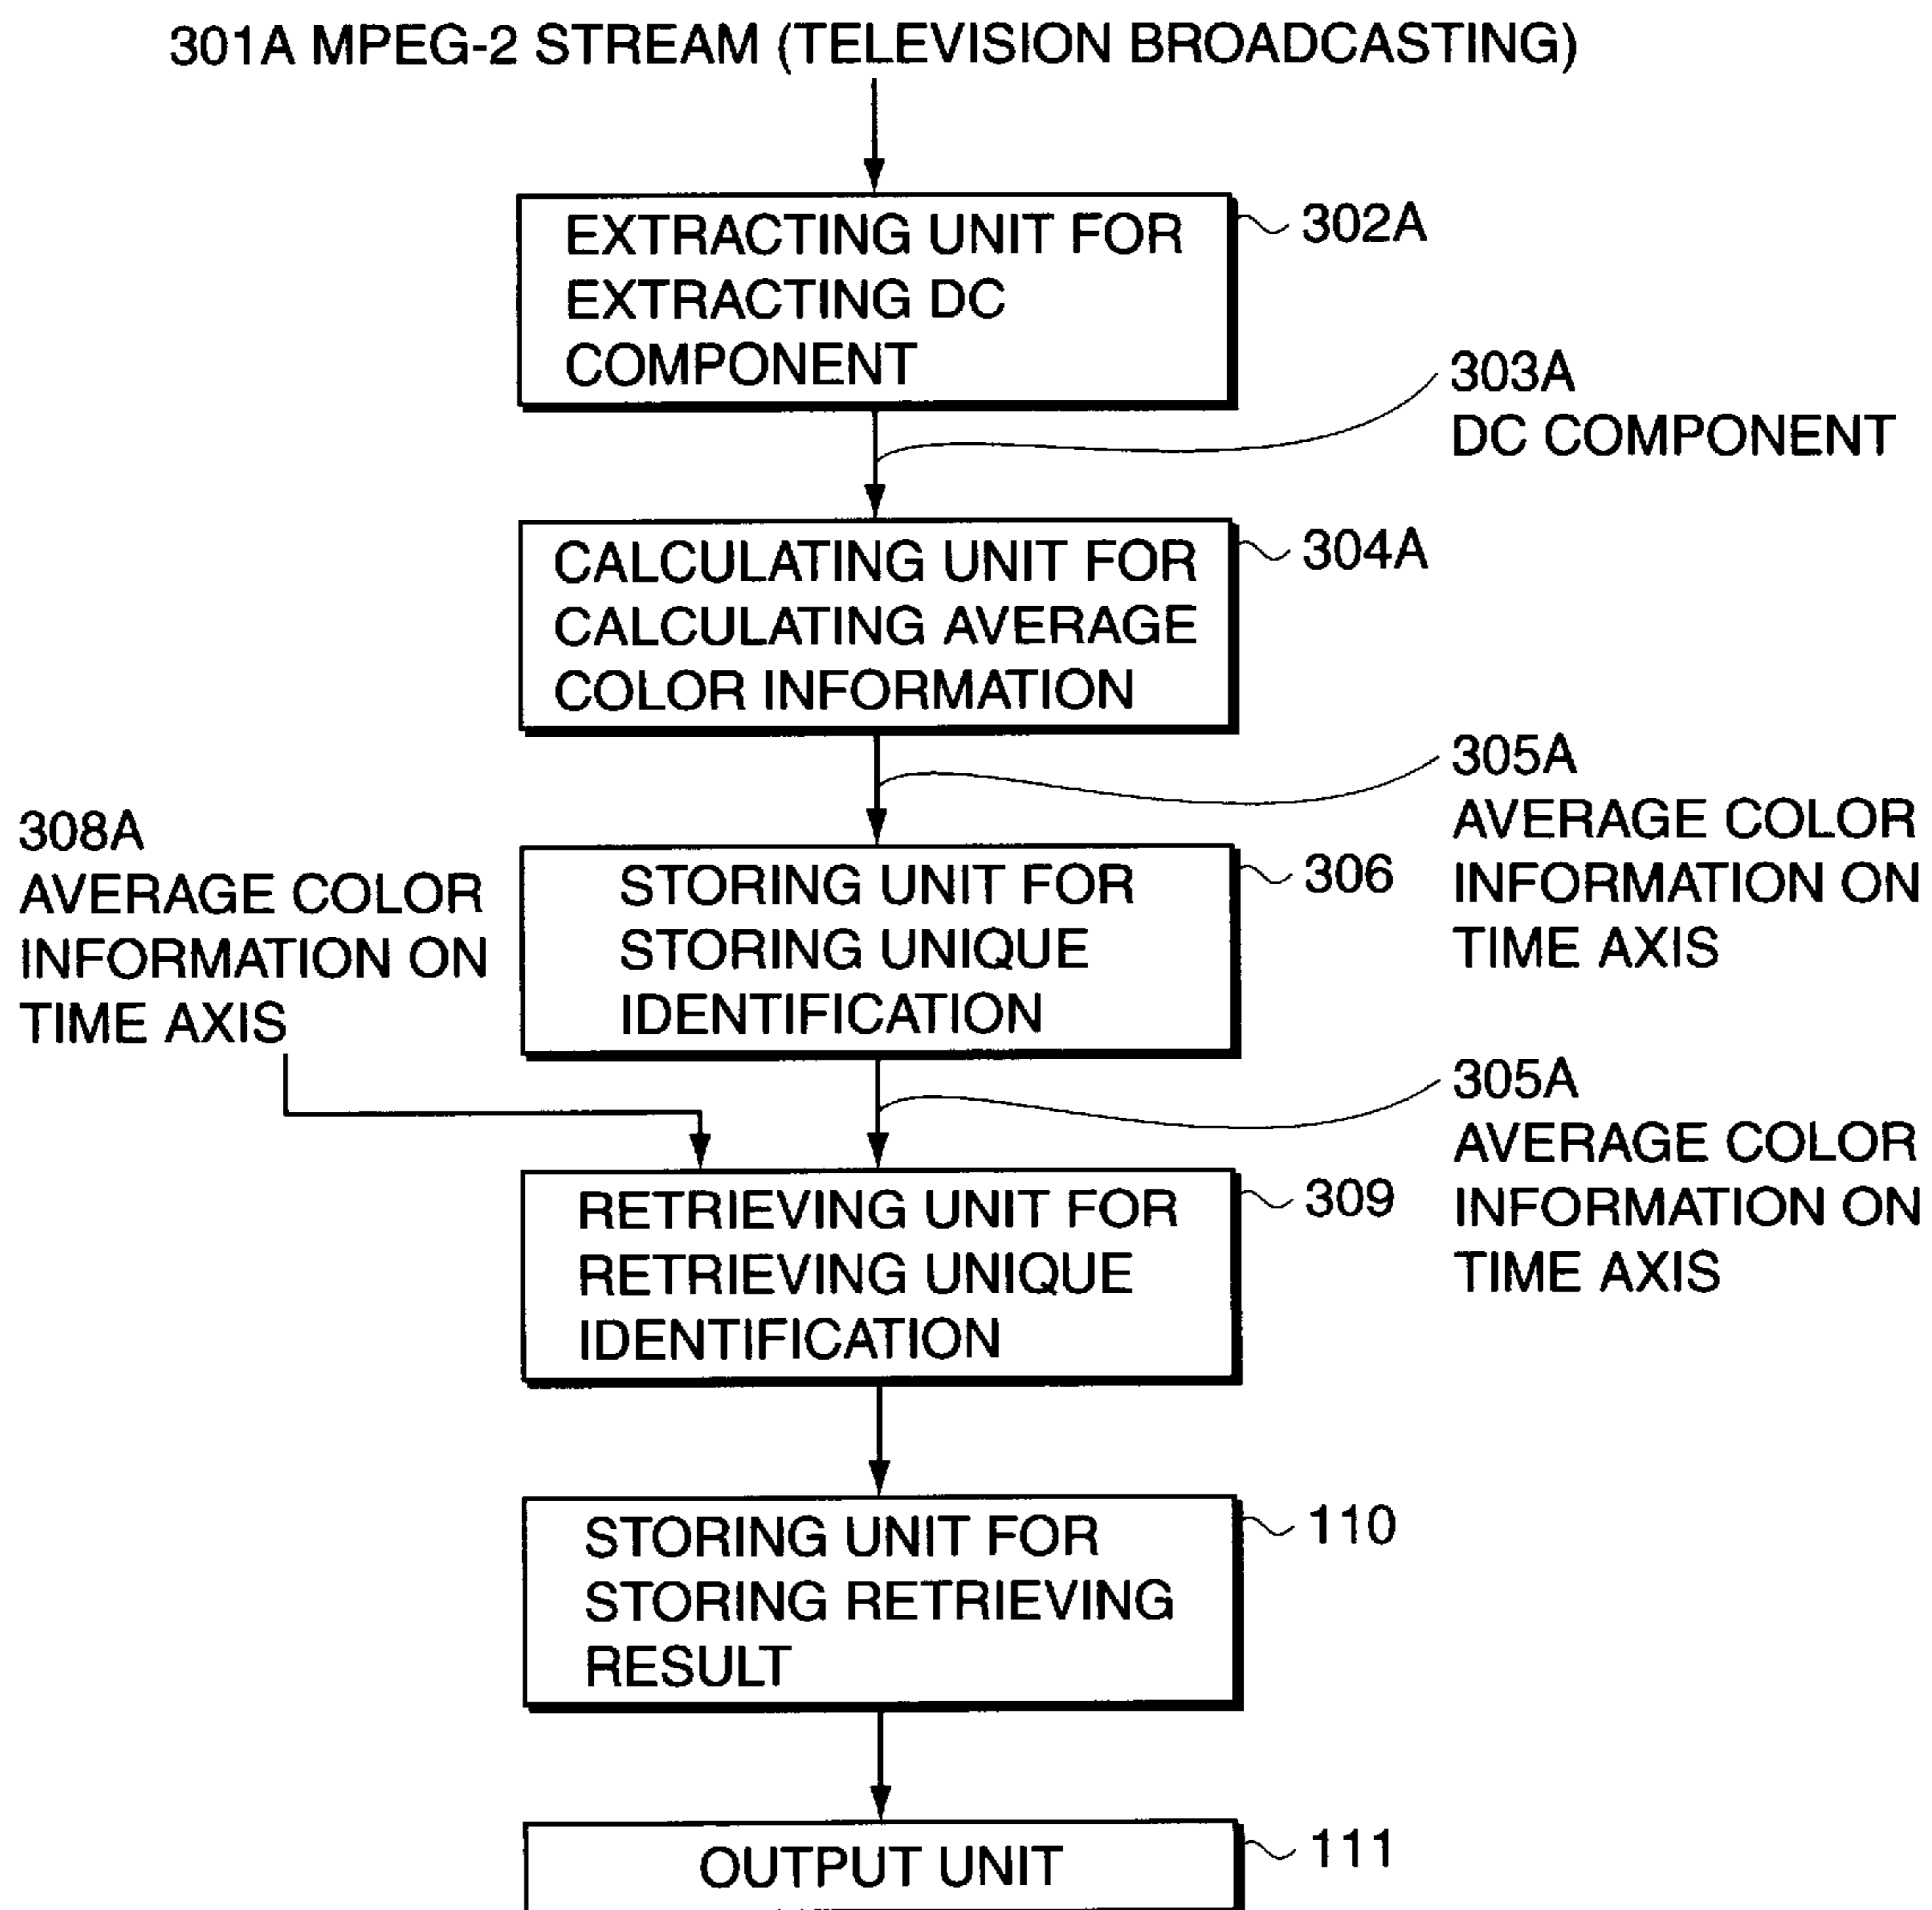 301A MPEG-2 STREAM (TELEVISION BROADCASTING)
EXTRACTING UNIT FOR
EXTRACTING DC
COMPONENT
302A
303A
DC COMPONENT
CALCULATING UNIT FOR
CALCULATING AVERAGE
COLOR INFORMATION
304A
305A
AVERAGE COLOR
INFORMATION ON
TIME AXIS
308A
AVERAGE COLOR
INFORMATION ON
TIME AXIS
STORING UNIT FOR
STORING UNIQUE
IDENTIFICATION
306
305A
AVERAGE COLOR
INFORMATION ON
TIME AXIS
RETRIEVING UNIT FOR
RETRIEVING UNIQUE
IDENTIFICATION
309
STORING UNIT FOR
STORING RETRIEVING
RESULT
110
OUTPUT UNIT
111